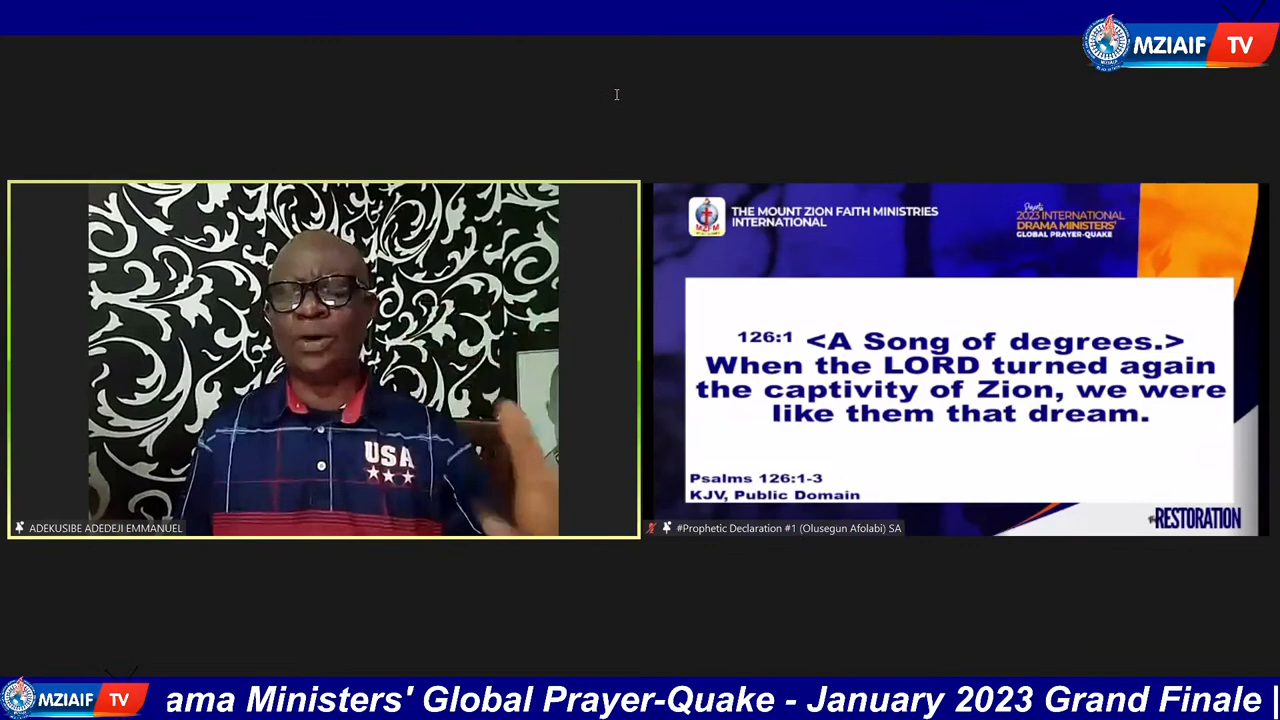 MZIAIF TV
THE MOUNT ZION FAITH MINISTRIES
INTERNATIONAL
MZFM
2023 INTERNATIONAL
DRAMA MINISTERS'
GLOBAL PRAYER-QUAKE
126:1 <A Song of degrees.>
When the LORD turned again
the captivity of Zion, we were
like them that dream.
Psalms 126:1-3
KJV, Public Domain
RESTORATION
USA
ADEKUSIBE ADEDEJI EMMANUEL
#Prophetic Declaration #1 (Olusegun Afolabi) SA
MZIAIF TV
ama Ministers' Global Prayer-Quake - January 2023 Grand Finale |